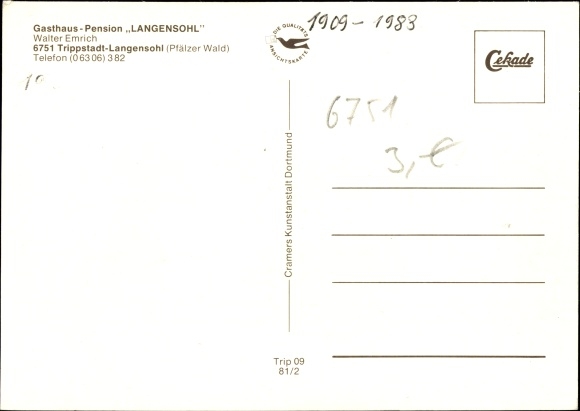 Gasthaus-Pension „LANGENSOHL"
Walter Emrich
6751 Trippstadt-Langensohl (Pfälzer Wald)
Telefon (06306) 382
DIE QUALITÄTS
ANSICHTSKARTE
1909 - 1983
Cekade
6751
3,- €
Cramers Kunstanstalt Dortmund
Trip 09
81/2